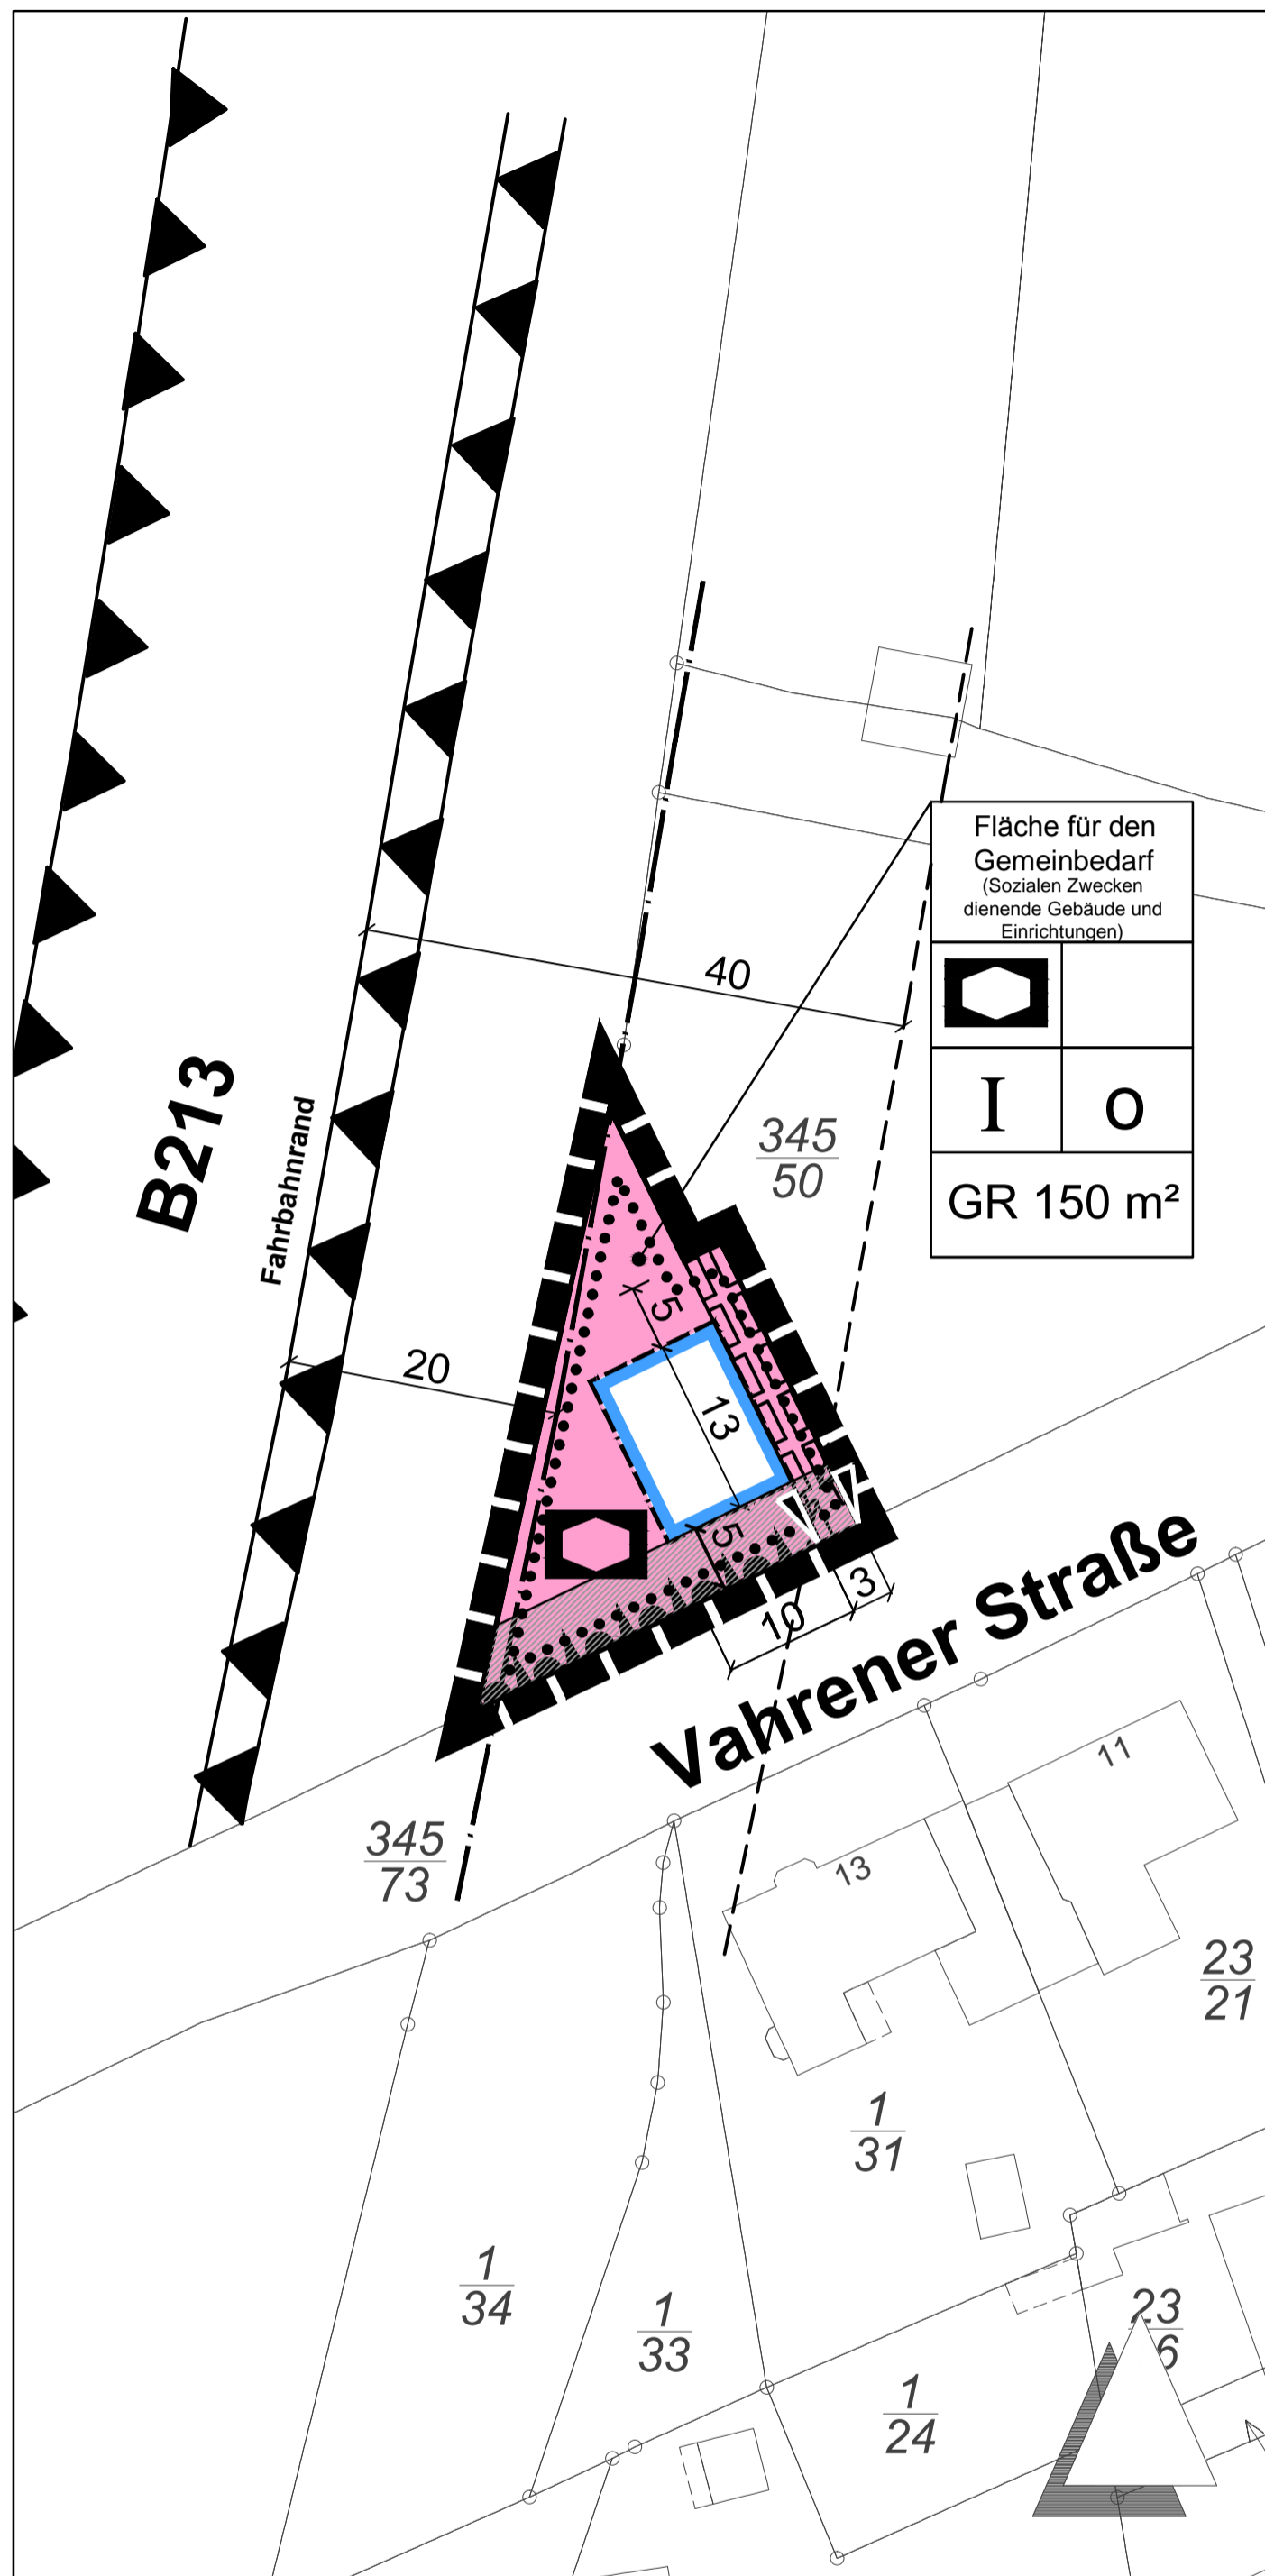 Fläche für den
Gemeinbedarf
(Sozialen Zwecken
dienende Gebäude und
Einrichtungen)
I
o
GR 150 m²
40
B213
Fahrbahnrand
345
50
5
20
13
5
3
10
Vahrener Straße
11
345
73
13
23
21
1
31
1
34
1
33
23
6
1
24